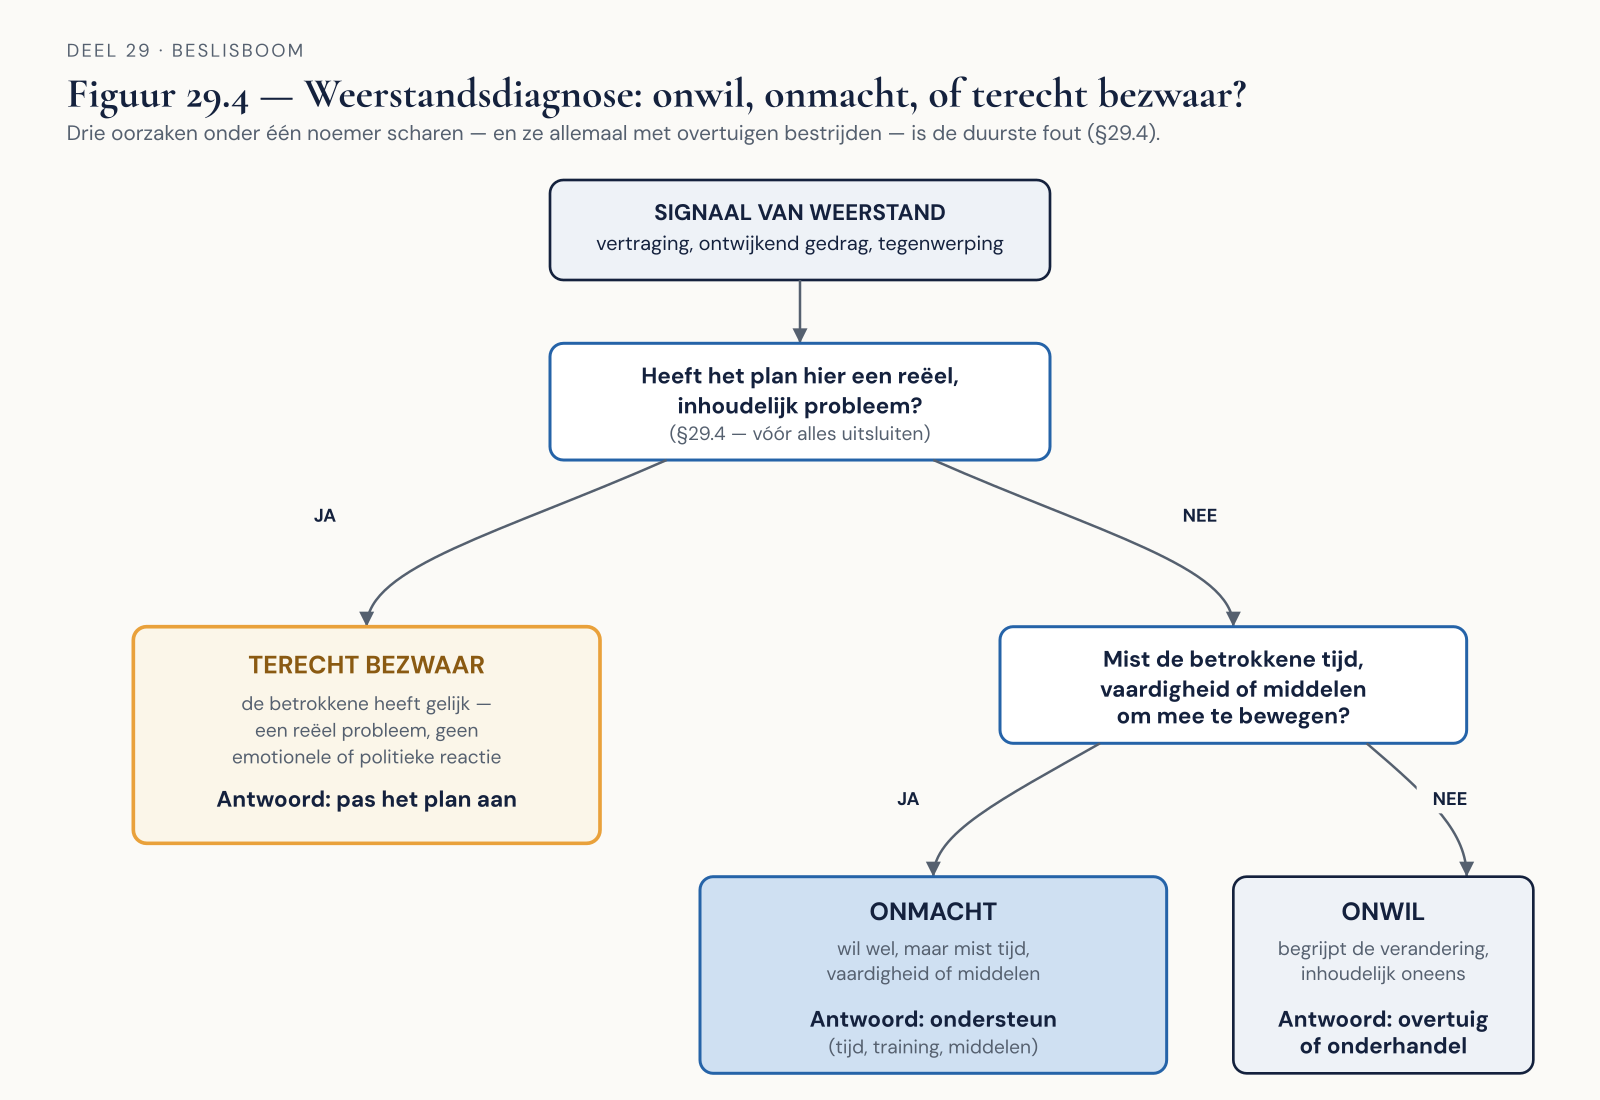 DEEL 29 · BESLISBOOM
Figuur 29.4 — Weerstandsdiagnose: onwil, onmacht, of terecht bezwaar?
Drie oorzaken onder één noemer scharen — en ze allemaal met overtuigen bestrijden — is de duurste fout (§29.4).
SIGNAAL VAN WEERSTAND
vertraging, ontwijkend gedrag, tegenwerping
Heeft het plan hier een reëel,
inhoudelijk probleem?
(§29.4 — vóór alles uitsluiten)
JA
NEE
TERECHT BEZWAAR
de betrokkene heeft gelijk —
een reëel probleem, geen
emotionele of politieke reactie
Antwoord: pas het plan aan
Mist de betrokkene tijd,
vaardigheid of middelen
om mee te bewegen?
JA
NEE
ONMACHT
wil wel, maar mist tijd,
vaardigheid of middelen
Antwoord: ondersteun
(tijd, training, middelen)
ONWIL
begrijpt de verandering,
inhoudelijk oneens
Antwoord: overtuig
of onderhandel